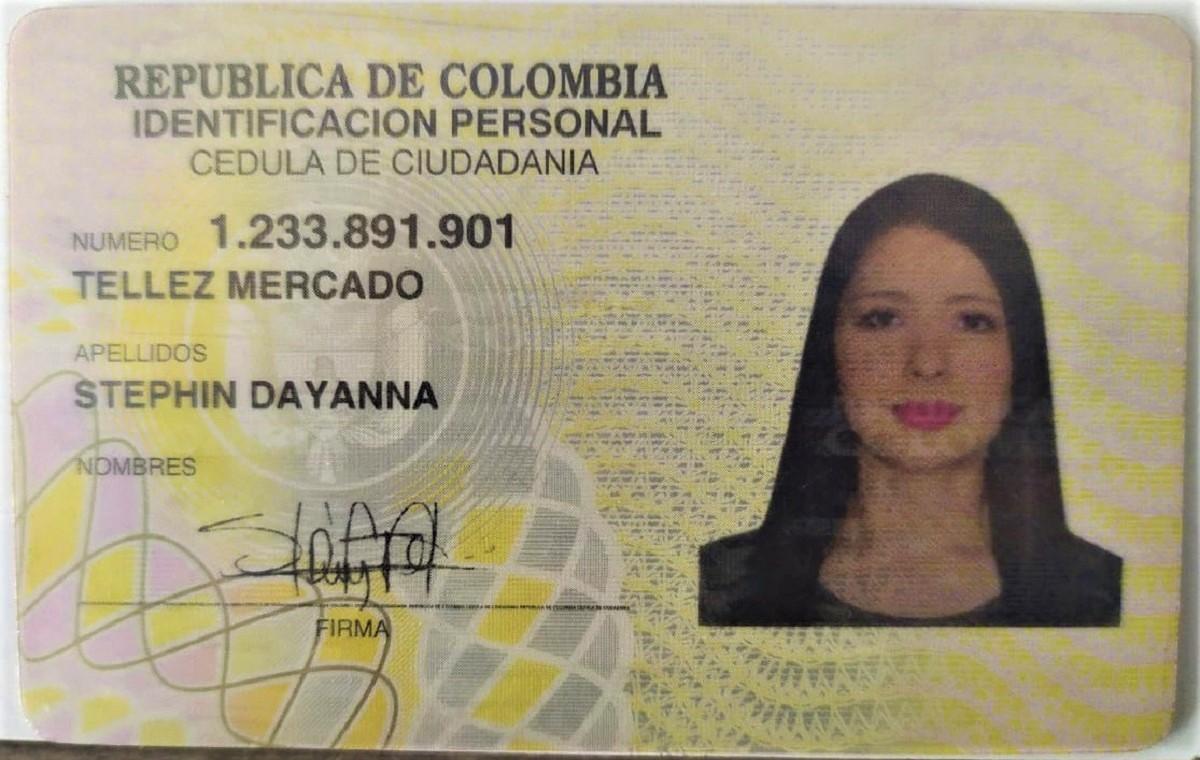 REPUBLICA DE COLOMBIA
IDENTIFICACION PERSONAL
CEDULA DE CIUDADANIA
NUMERO 1.233.891.901
TELLEZ MERCADO
APELLIDOS
STEPHIN DAYANNA
NOMBRES
FIRMA